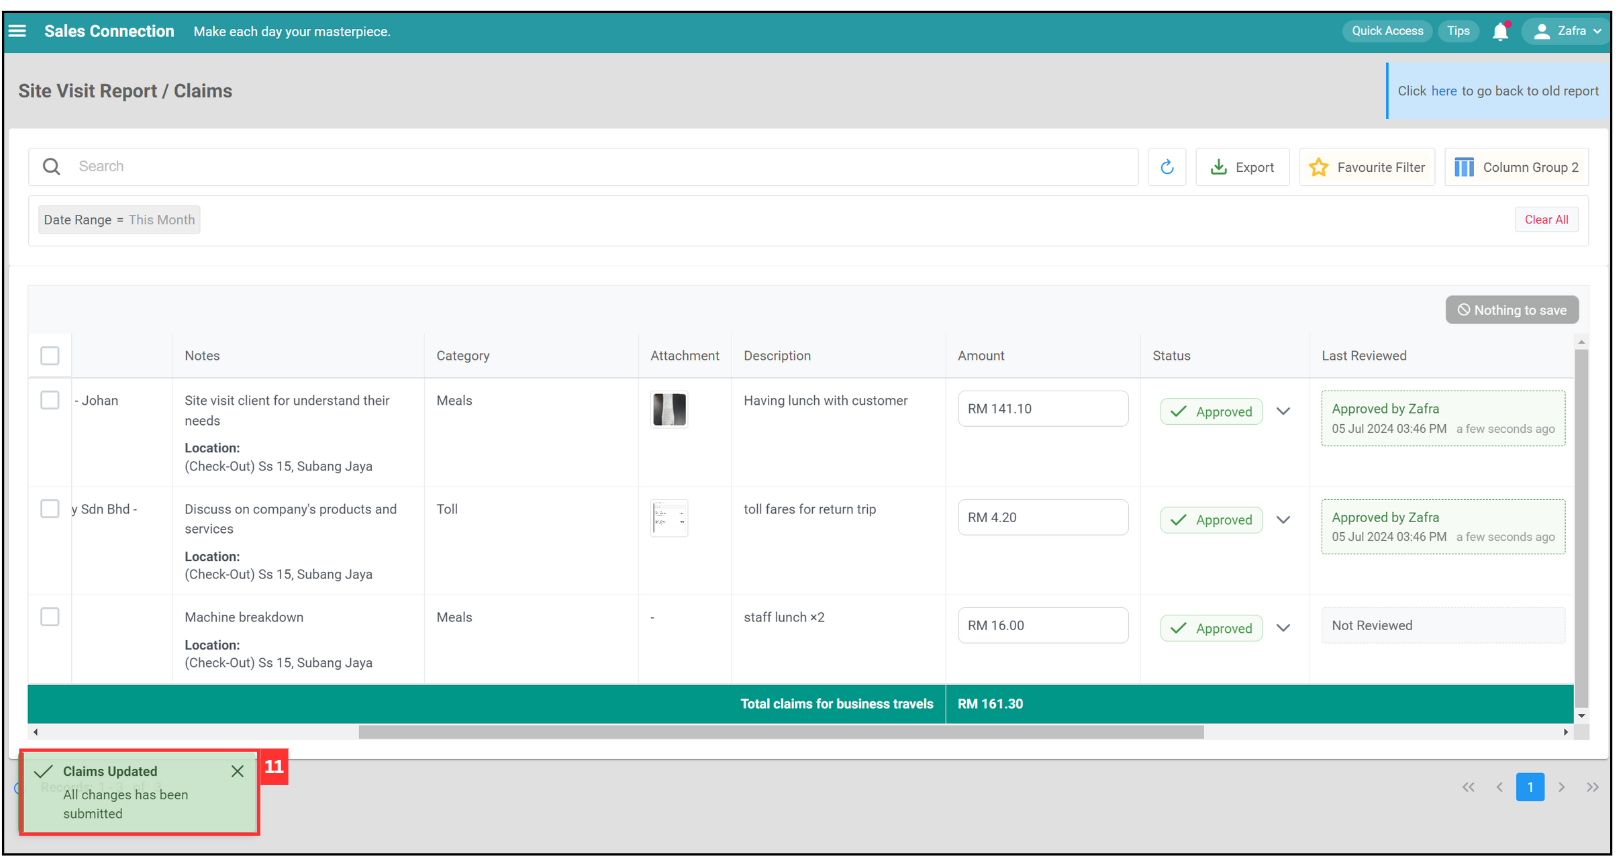 Sales Connection Make each day your masterpiece. Quick Access Tips Zafra
Site Visit Report / Claims
Click here to go back to old report
Search Export Favourite Filter Column Group 2
Date Range = This Month Clear All
Nothing to save
Notes Category Attachment Description Amount Status Last Reviewed
- Johan Site visit client for understand their Meals Having lunch with customer RM 141.10 Approved Approved by Zafra
needs 05 Jul 2024 03:46 PM a few seconds ago
Location:
(Check-Out) Ss 15, Subang Jaya
y Sdn Bhd - Discuss on company's products and Toll toll fares for return trip RM 4.20 Approved Approved by Zafra
services 05 Jul 2024 03:46 PM a few seconds ago
Location:
(Check-Out) Ss 15, Subang Jaya
Machine breakdown Meals - staff lunch ×2 RM 16.00 Approved Not Reviewed
Location:
(Check-Out) Ss 15, Subang Jaya
Total claims for business travels RM 161.30
Claims Updated 11
All changes has been
submitted
1